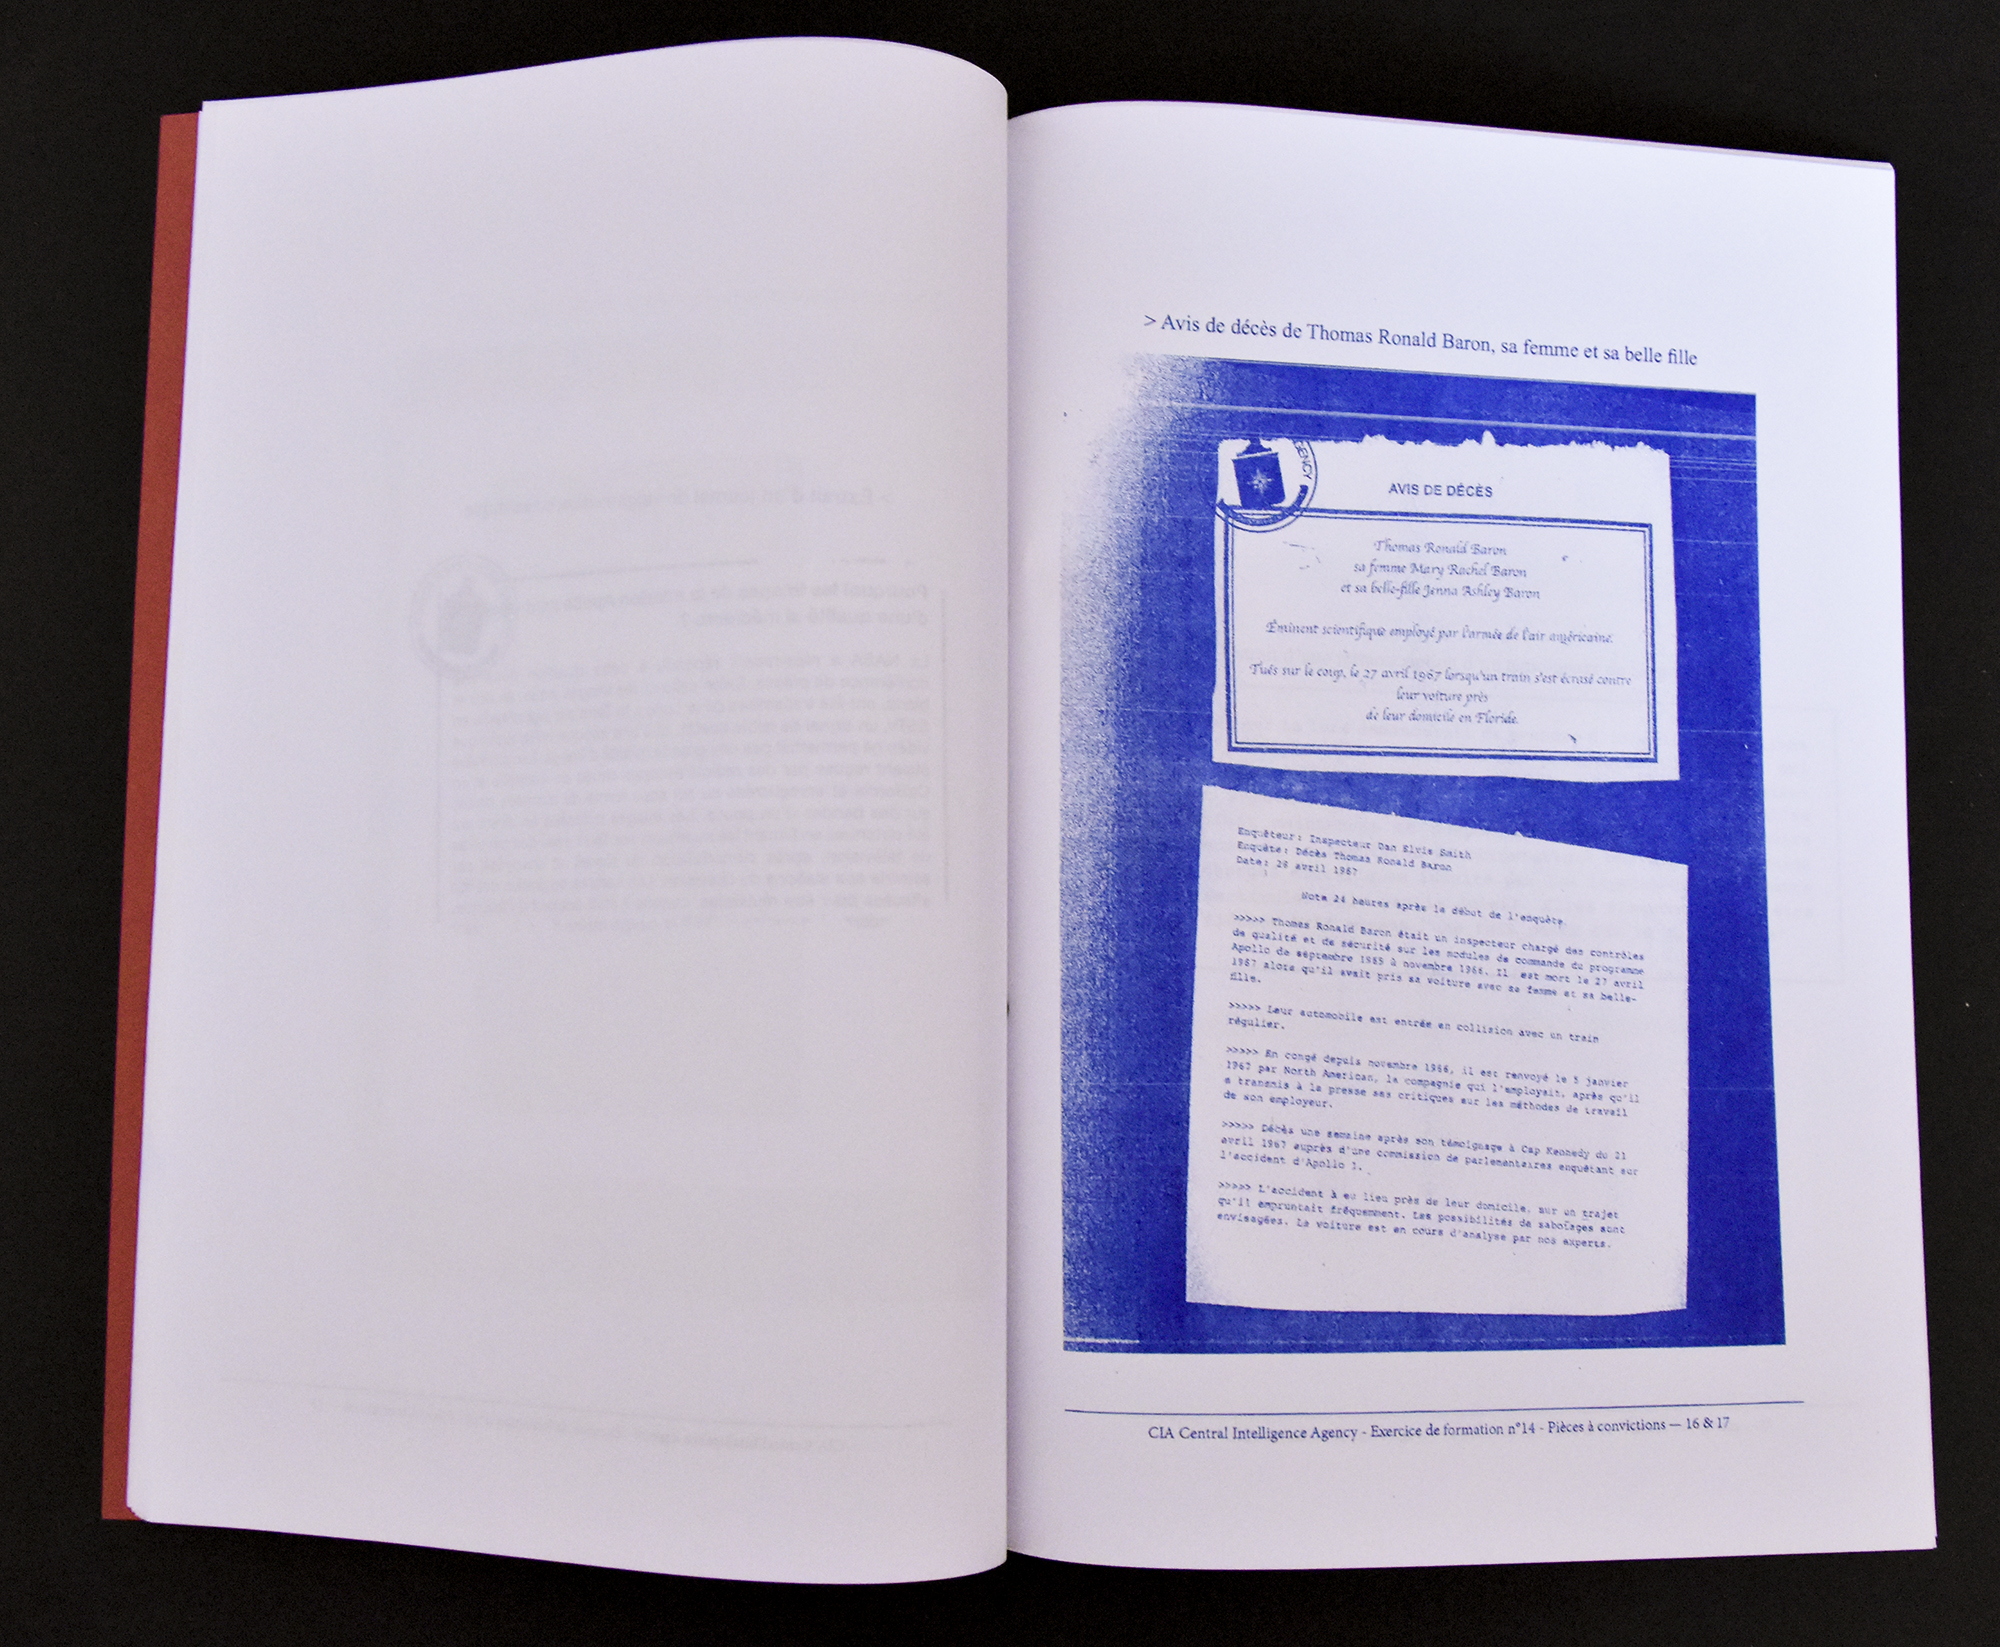 > Avis de décès de Thomas Ronald Baron, sa femme et sa belle fille
GENCY
AVIS DE DÉCÈS
Thomas Ronald Baron
sa femme Mary Rachel Baron
et sa belle-fille Jenna Ashley Baron
Éminent scientifique employé par l'armée de l'air américaine.
Tués sur le coup, le 27 avril 1967 lorsqu'un train s'est écrasé contre
leur voiture près
de leur domicile en Floride.
Enquêteur: Inspecteur Dan Elvis Smith
Enquête: Décès Thomas Ronald Baron
Date: 28 avril 1967
Note 24 heures après le début de l'enquête.
>>>>> Thomas Ronald Baron était un inspecteur chargé des contrôles
de qualité et de sécurité sur les modules de commande du programme
Apollo de septembre 1965 à novembre 1966. Il est mort le 27 avril
1967 alors qu'il avait pris sa voiture avec sa femme et sa belle-
fille.
>>>>> Leur automobile est entrée en collision avec un train
régulier.
>>>>> En congé depuis novembre 1966, il est renvoyé le 5 janvier
1967 par North American, la compagnie qui l'employait, après qu'il
a transmis à la presse ses critiques sur les méthodes de travail
de son employeur.
>>>>> Décès une semaine après son témoignage à Cap Kennedy du 21
avril 1967 auprès d'une commission de parlementaires enquêtant sur
l'accident d'Apollo 1.
>>>>> L'accident à eu lieu près de leur domicile, sur un trajet
qu'il empruntait fréquemment. Les possibilités de sabotages sont
envisagées. La voiture est en cours d'analyse par nos experts.
CIA Central Intelligence Agency - Exercice de formation n°14 - Pièces à convictions — 16 & 17